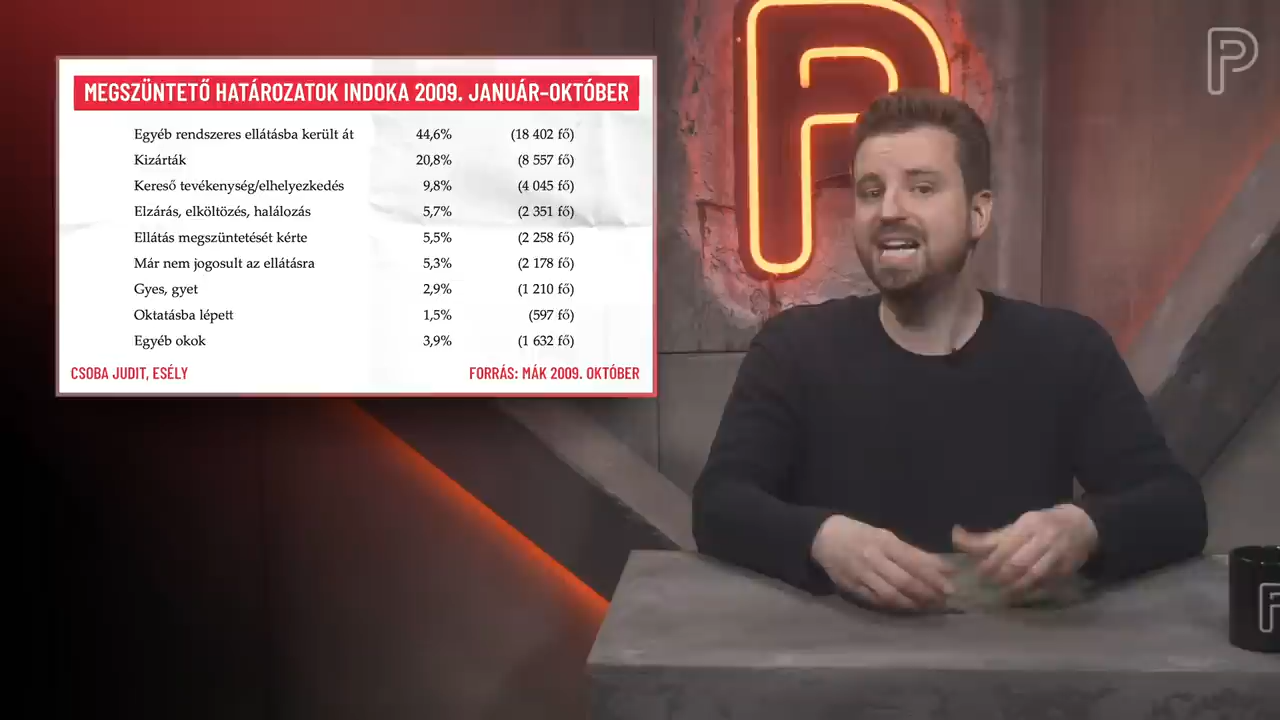 P
P
MEGSZÜNTETŐ HATÁROZATOK INDOKA 2009. JANUÁR-OKTÓBER
Egyéb rendszeres ellátásba került át 44,6% (18 402 fő)
Kizárták 20,8% (8 557 fő)
Kereső tevékenység/elhelyezkedés 9,8% (4 045 fő)
Elzárás, elköltözés, halálozás 5,7% (2 351 fő)
Ellátás megszüntetését kérte 5,5% (2 258 fő)
Már nem jogosult az ellátásra 5,3% (2 178 fő)
Gyes, gyet 2,9% (1 210 fő)
Oktatásba lépett 1,5% (597 fő)
Egyéb okok 3,9% (1 632 fő)
CSOBA JUDIT, ESÉLY FORRÁS: MÁK 2009. OKTÓBER
P